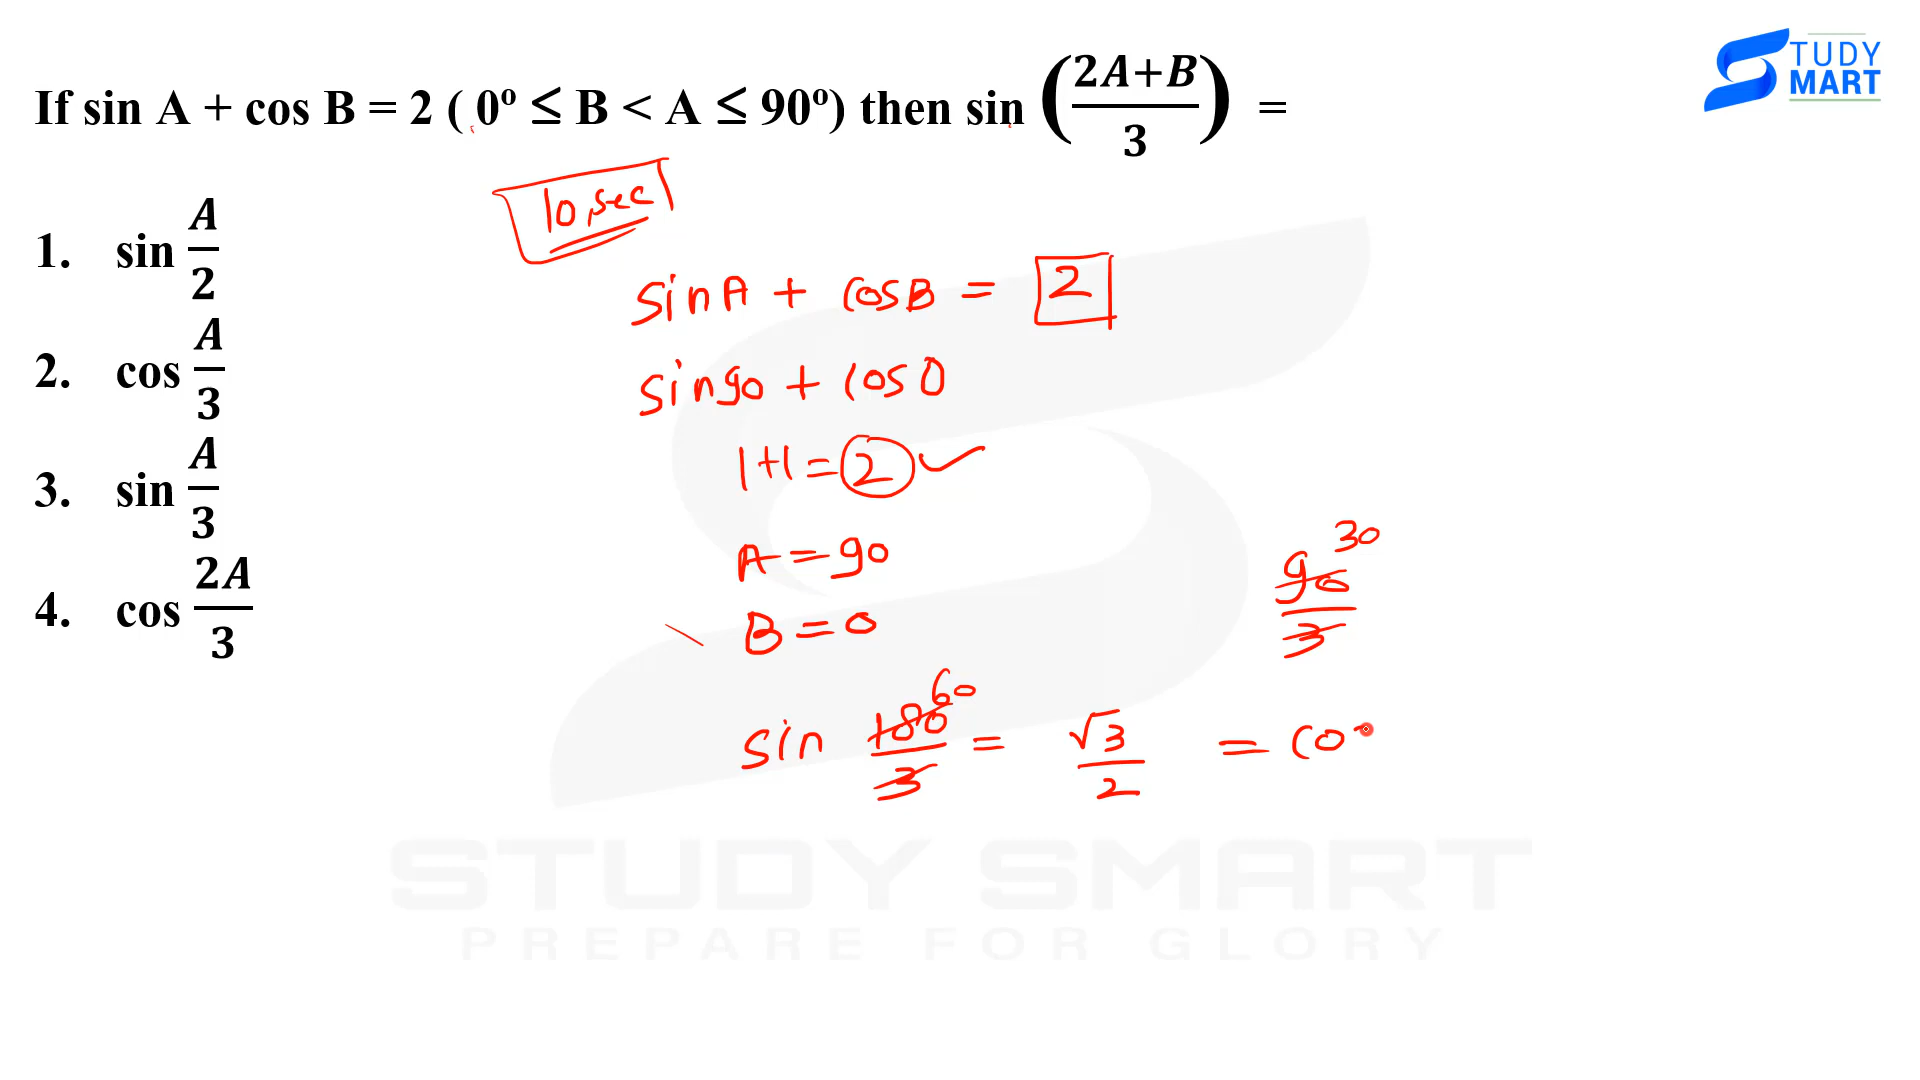 STUDY MART
If sin A + cos B = 2 ( 0º ≤ B < A ≤ 90º) then sin ((2A+B)/3) =
10 sec
1. sin A/2
sin A + cos B = 2
2. cos A/3
sin 90 + cos 0
1+1 = 2 ✓
3. sin A/3
A = 90
90/3 30
4. cos 2A/3
B = 0
sin 180/3 60 = √3/2 = co
STUDY SMART
PREPARE FOR GLORY